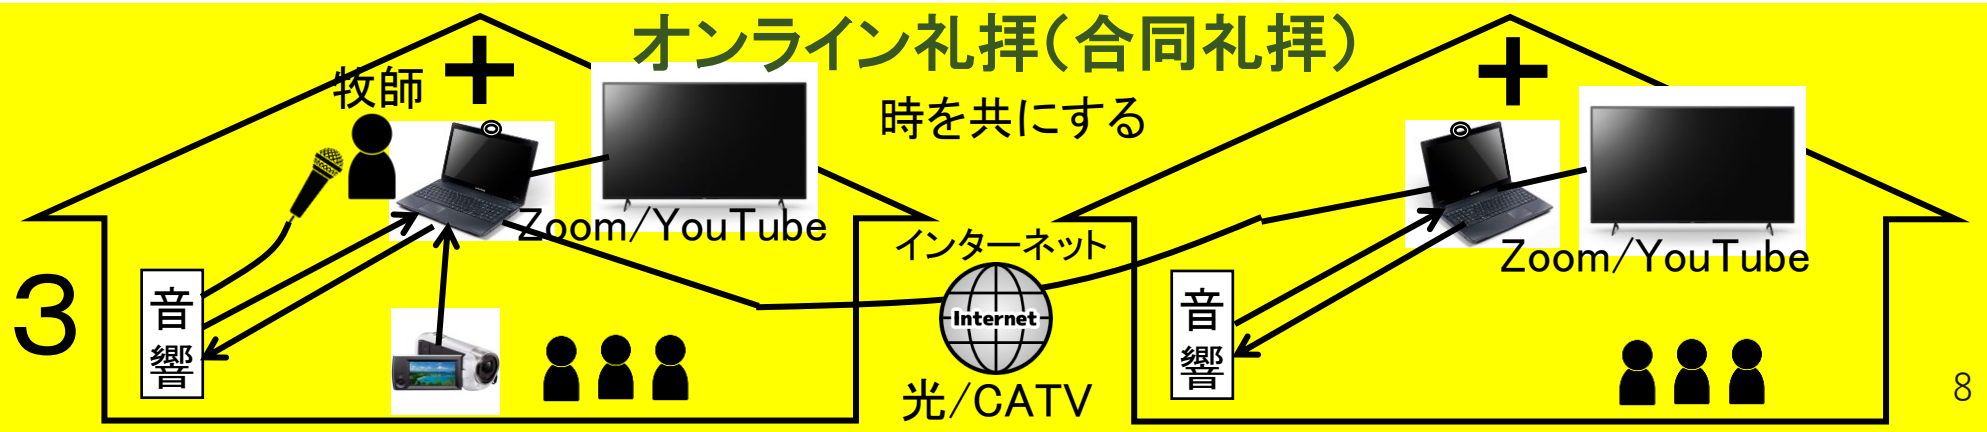 オンライン礼拝(合同礼拝)
牧師
時を共にする
Zoom/YouTube
インターネット
Internet
光/CATV
Zoom/YouTube
3
音響
音響
8